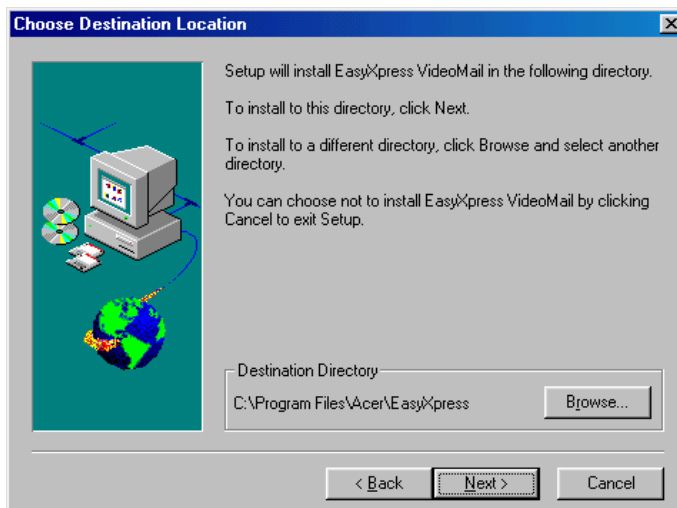 Choose Destination Location
Setup will install EasyXpress VideoMail in the following directory.
To install to this directory, click Next.
To install to a different directory, click Browse and select another
directory.
You can choose not to install EasyXpress VideoMail by clicking
Cancel to exit Setup.
Destination Directory
C:\Program Files\Acer\EasyXpress
Browse...
< Back
Next >
Cancel